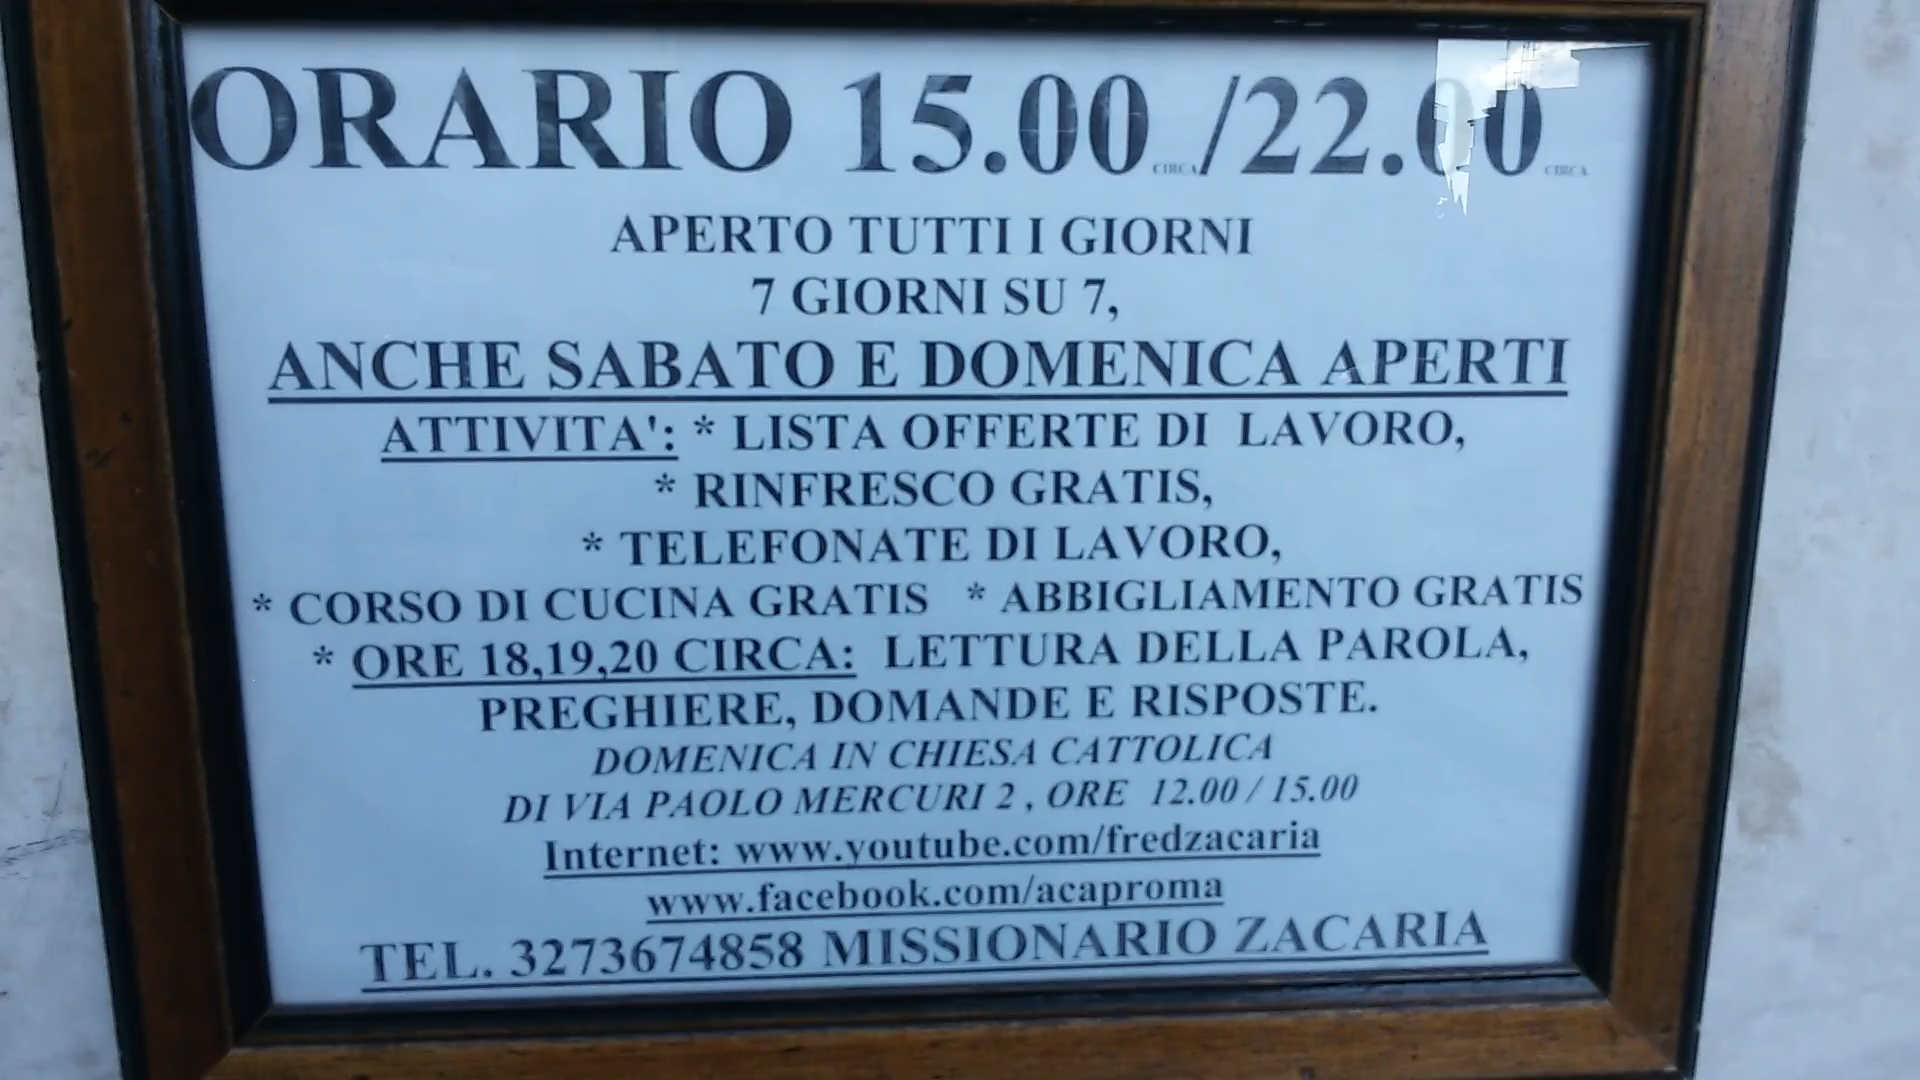 ORARIO 15.00 CIRCA /22.00 CIRCA
APERTO TUTTI I GIORNI
7 GIORNI SU 7,
ANCHE SABATO E DOMENICA APERTI
ATTIVITA': * LISTA OFFERTE DI LAVORO,
* RINFRESCO GRATIS,
* TELEFONATE DI LAVORO,
* CORSO DI CUCINA GRATIS * ABBIGLIAMENTO GRATIS
* ORE 18,19,20 CIRCA: LETTURA DELLA PAROLA,
PREGHIERE, DOMANDE E RISPOSTE.
DOMENICA IN CHIESA CATTOLICA
DI VIA PAOLO MERCURI 2 , ORE 12.00 / 15.00
Internet: www.youtube.com/fredzacaria
www.facebook.com/acaproma
TEL. 3273674858 MISSIONARIO ZACARIA